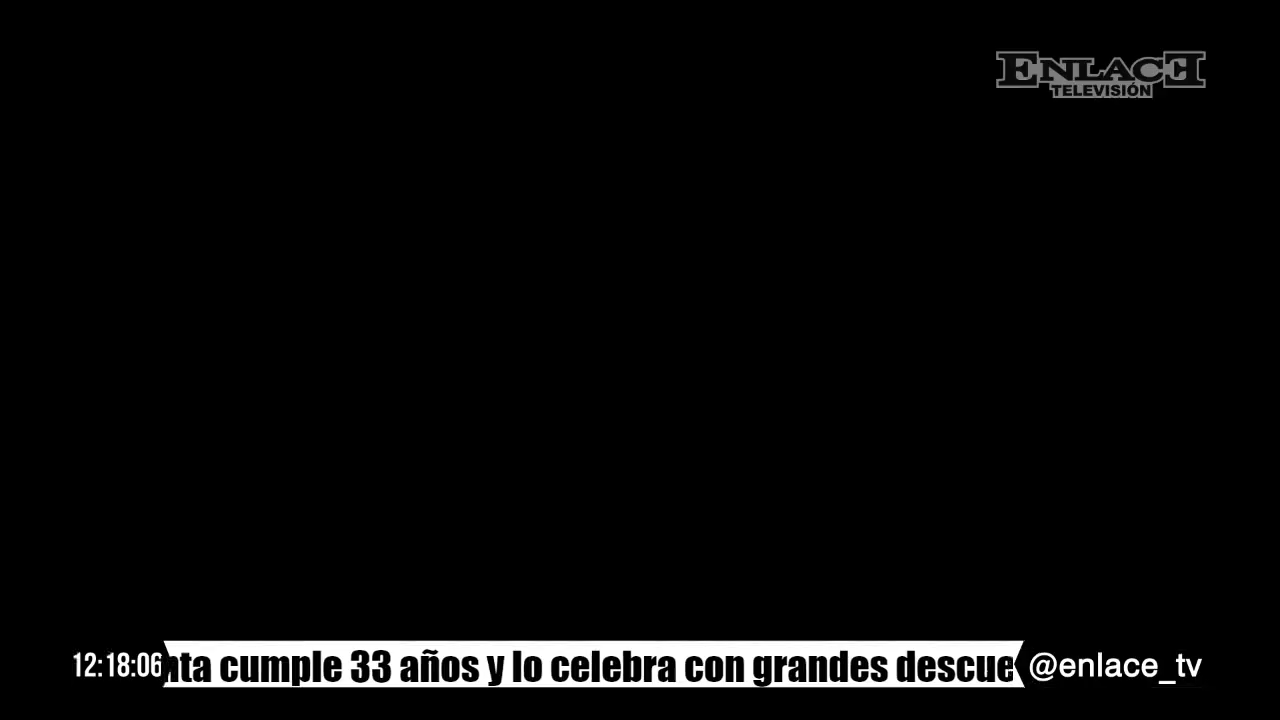 ENLACE
TELEVISIÓN
12:18:06
cumple 33 años y lo celebra con grandes
@enlace_tv